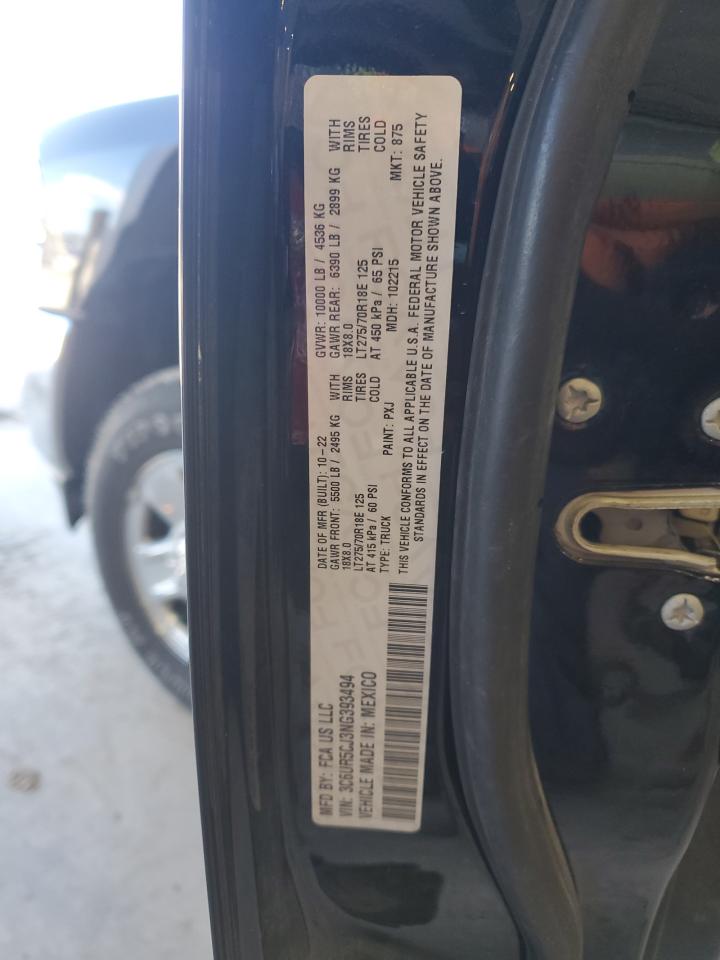 MFD BY: FCA US LLC
VIN: 3C6UR5CJ3NG393494
VEHICLE MADE IN: MEXICO
DATE OF MFR (BUILT): 10-22 GVWR: 10000 LB / 4536 KG
GAWR FRONT: 5500 LB / 2495 KG WITH GAWR REAR: 6390 LB / 2899 KG WITH
18X8.0 RIMS 18X8.0 RIMS
LT275/70R18E 125 TIRES LT275/70R18E 125 TIRES
AT 415 kPa / 60 PSI COLD AT 450 kPa / 65 PSI COLD
TYPE: TRUCK PAINT: PXJ MDH: 102215 MKT: 875
THIS VEHICLE CONFORMS TO ALL APPLICABLE U.S.A. FEDERAL MOTOR VEHICLE SAFETY
STANDARDS IN EFFECT ON THE DATE OF MANUFACTURE SHOWN ABOVE.